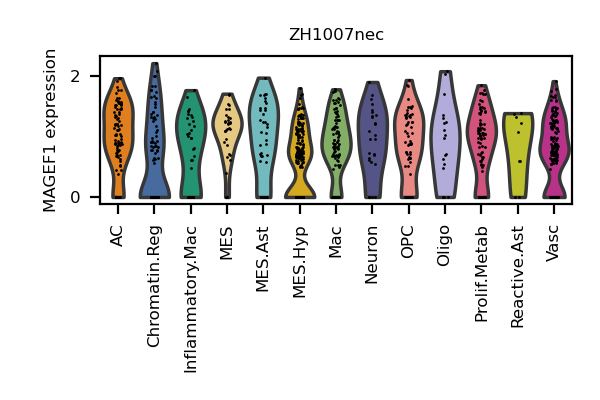 ZH1007nec
MAGEF1 expression
2
0
AC
Chromatin.Reg
Inflammatory.Mac
MES
MES.Ast
MES.Hyp
Mac
Neuron
OPC
Oligo
Prolif.Metab
Reactive.Ast
Vasc